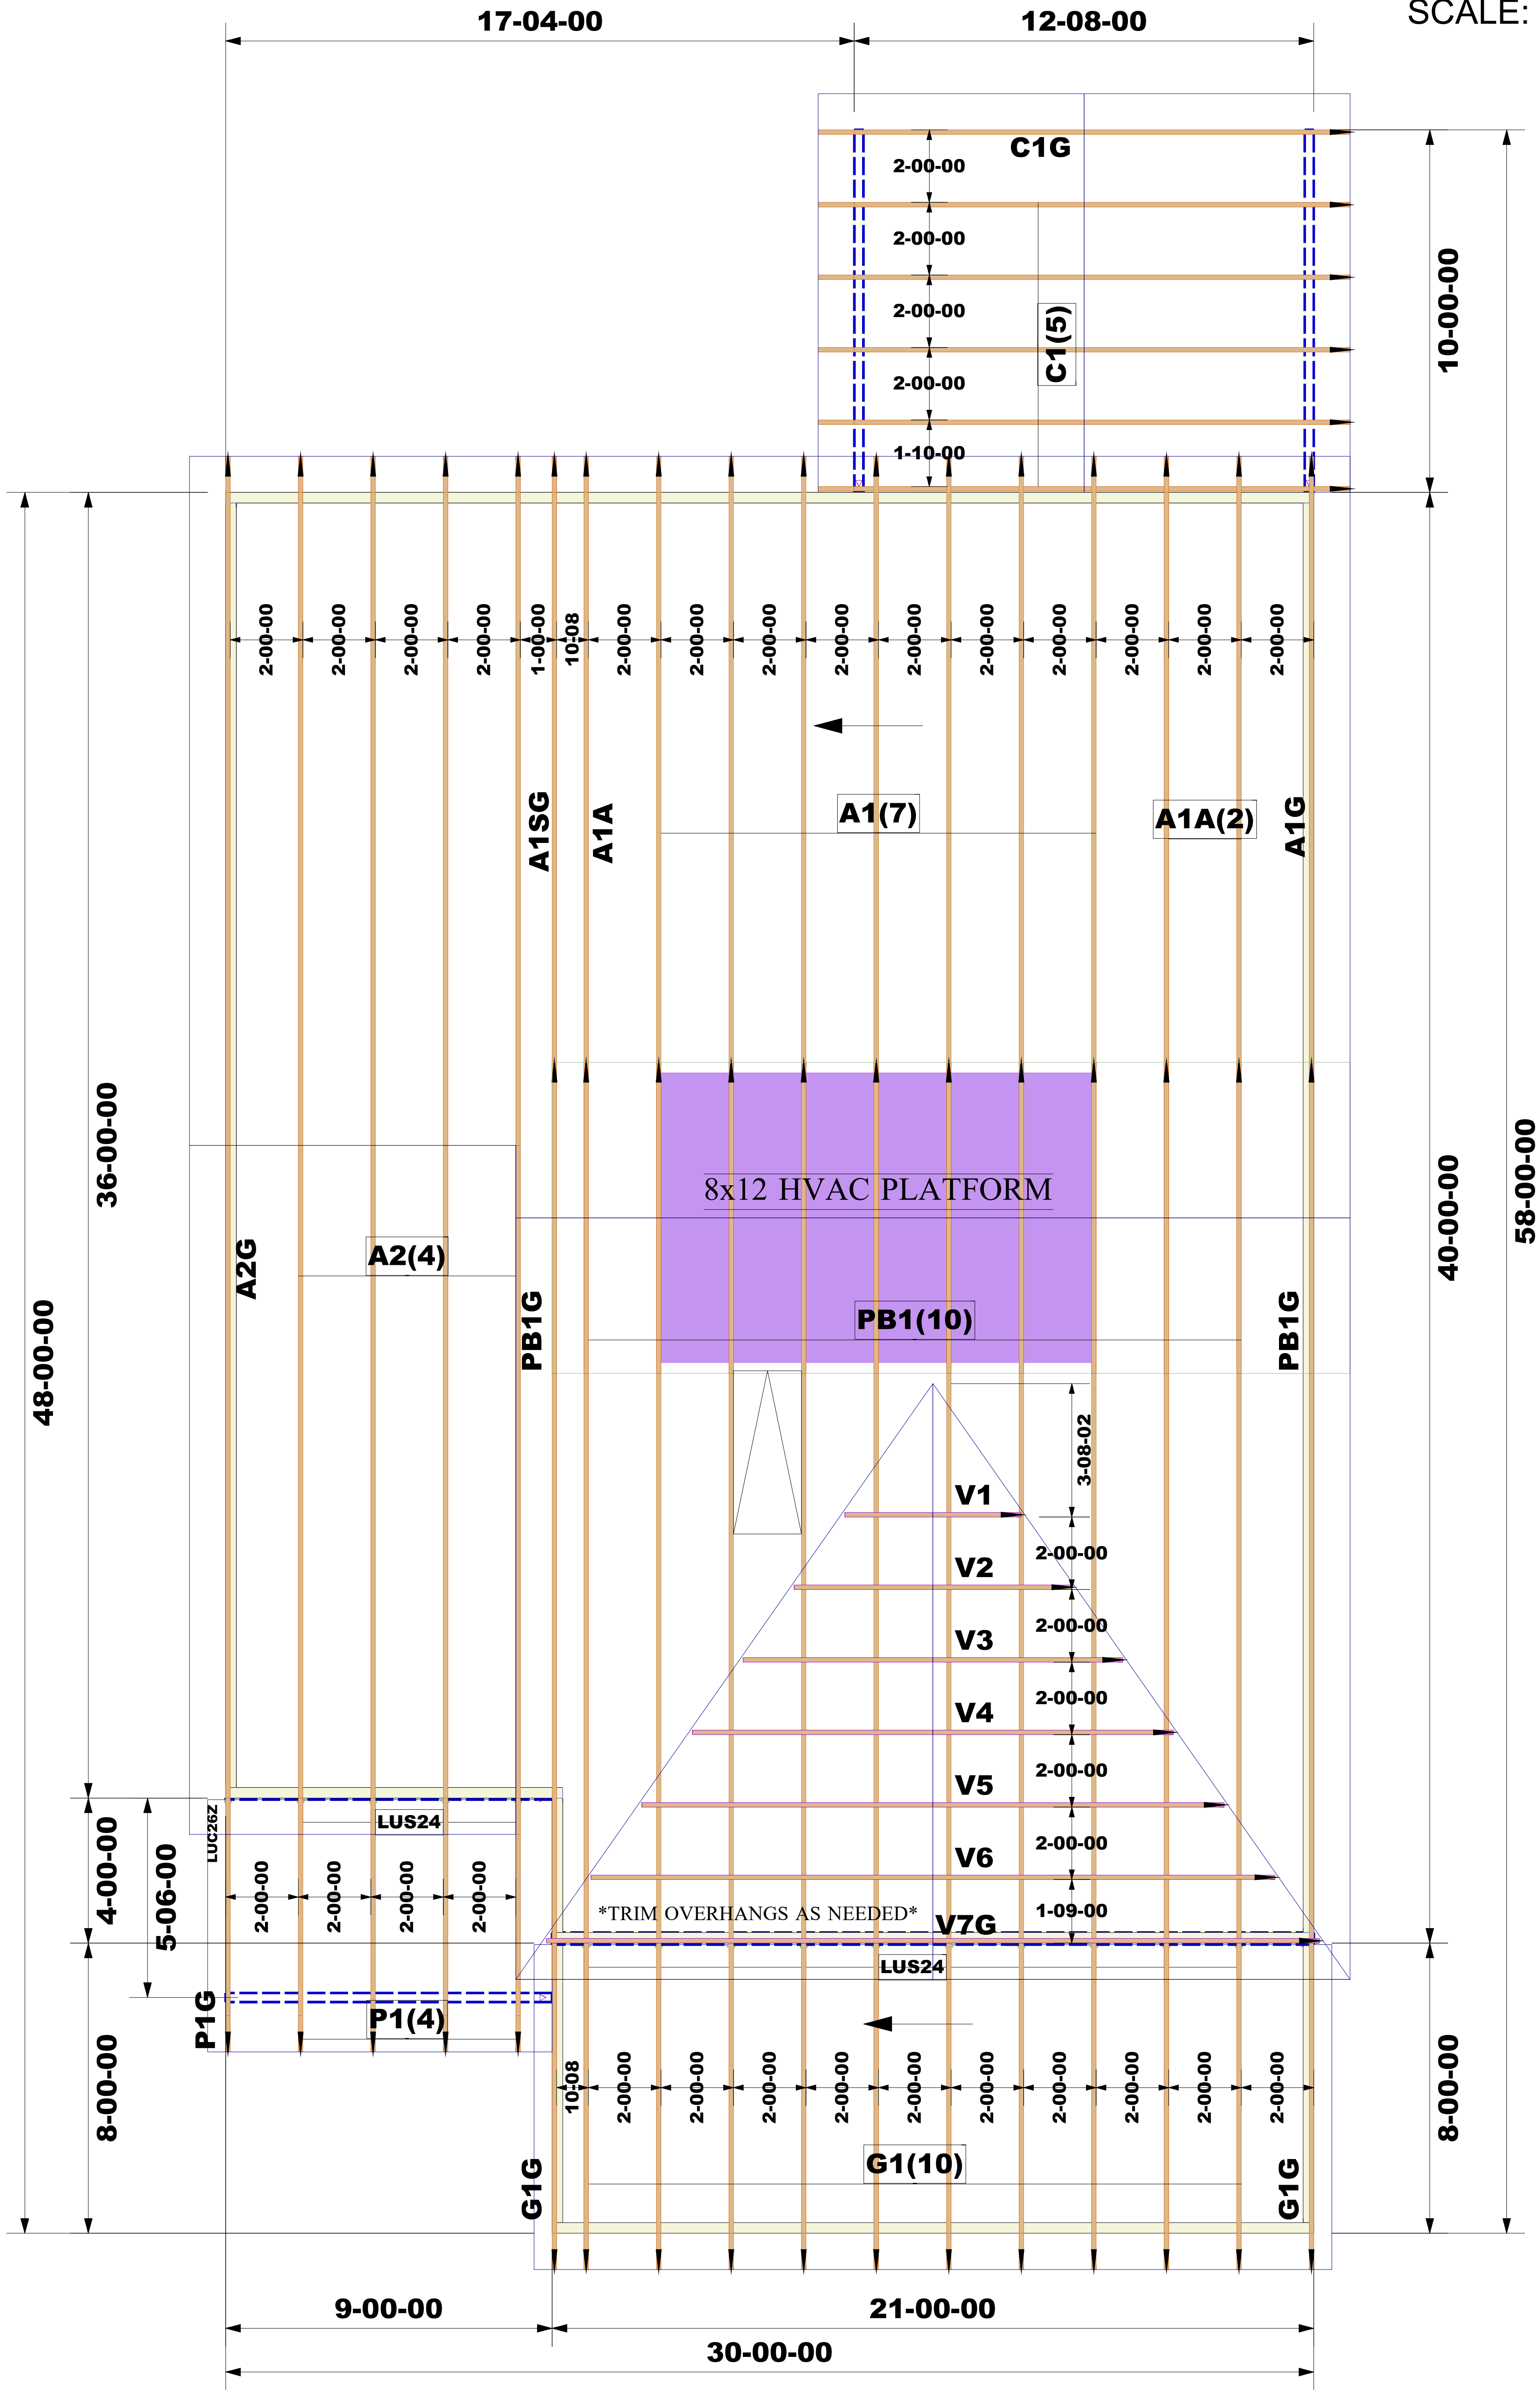 SCALE:
17-04-00
12-08-00
C1G
2-00-00
2-00-00
2-00-00
2-00-00
1-10-00
C1(5)
10-00-00
2-00-00
2-00-00
2-00-00
2-00-00
1-00-00
10-08
2-00-00
2-00-00
2-00-00
2-00-00
2-00-00
2-00-00
2-00-00
2-00-00
2-00-00
2-00-00
A1SG
A1A
A1(7)
A1A(2)
A1G
36-00-00
48-00-00
40-00-00
58-00-00
8x12 HVAC PLATFORM
A2G
A2(4)
PB1G
PB1(10)
PB1G
3-08-02
V1
2-00-00
V2
2-00-00
V3
2-00-00
V4
2-00-00
V5
2-00-00
V6
1-09-00
*TRIM OVERHANGS AS NEEDED*
V7G
LUS24
LUC26Z
LUS24
4-00-00
5-06-00
2-00-00
2-00-00
2-00-00
2-00-00
P1G
P1(4)
8-00-00
8-00-00
10-08
2-00-00
2-00-00
2-00-00
2-00-00
2-00-00
2-00-00
2-00-00
2-00-00
2-00-00
2-00-00
G1G
G1(10)
G1G
9-00-00
21-00-00
30-00-00